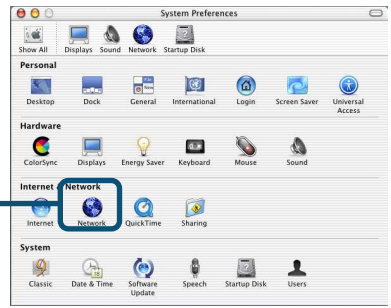 System Preferences
Show All Displays Sound Network Startup Disk
Personal
Desktop Dock General International Login Screen Saver Universal Access
Hardware
ColorSync Displays Energy Saver Keyboard Mouse Sound
Internet & Network
Internet Network QuickTime Sharing
System
Classic Date & Time Software Update Speech Startup Disk Users